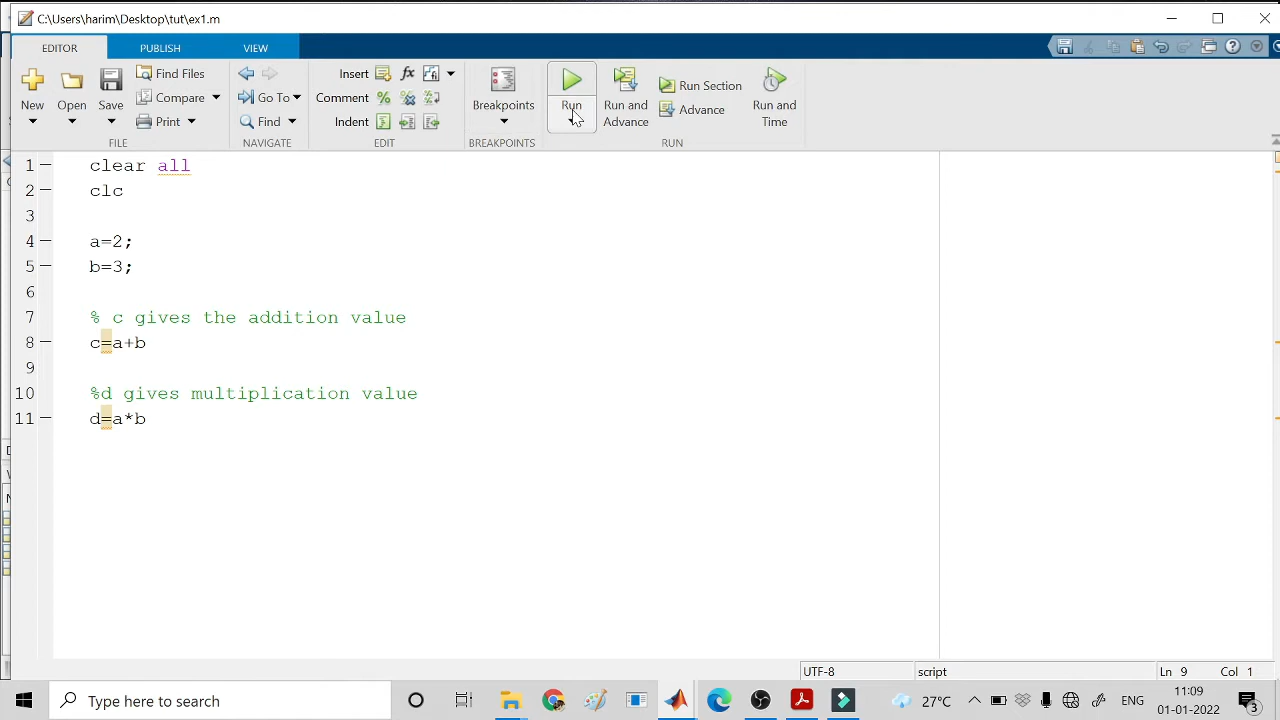 C:\Users\harim\Desktop\tut\ex1.m
EDITOR PUBLISH VIEW
New Open Save Find Files Compare Print
FILE
Go To Find
NAVIGATE
Insert fx
Comment % %
Indent
EDIT
Breakpoints
BREAKPOINTS
Run Run and Advance Run Section Advance Run and Time
RUN
1 clear all
2 clc
3
4 a=2;
5 b=3;
6
7 % c gives the addition value
8 c=a+b
9
10 %d gives multiplication value
11 d=a*b
UTF-8 script Ln 9 Col 1
Type here to search 27°C ENG 11:09
01-01-2022 3